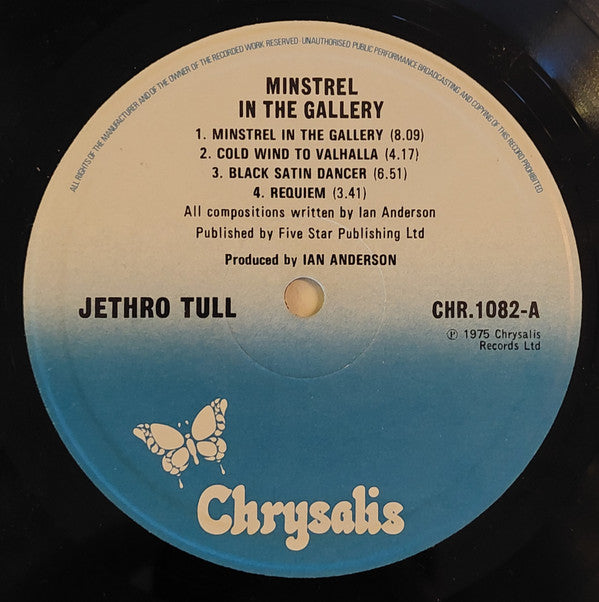 ALL RIGHTS OF THE MANUFACTURER AND OF THE OWNER OF THE RECORDED WORK RESERVED · UNAUTHORISED PUBLIC PERFORMANCE BROADCASTING AND COPYING OF THIS RECORD PROHIBITED
MINSTREL
IN THE GALLERY
1. MINSTREL IN THE GALLERY (8.09)
2. COLD WIND TO VALHALLA (4.17)
3. BLACK SATIN DANCER (6.51)
4. REQUIEM (3.41)
All compositions written by Ian Anderson
Published by Five Star Publishing Ltd
Produced by IAN ANDERSON
JETHRO TULL
CHR.1082-A
℗ 1975 Chrysalis
Records Ltd
Chrysalis